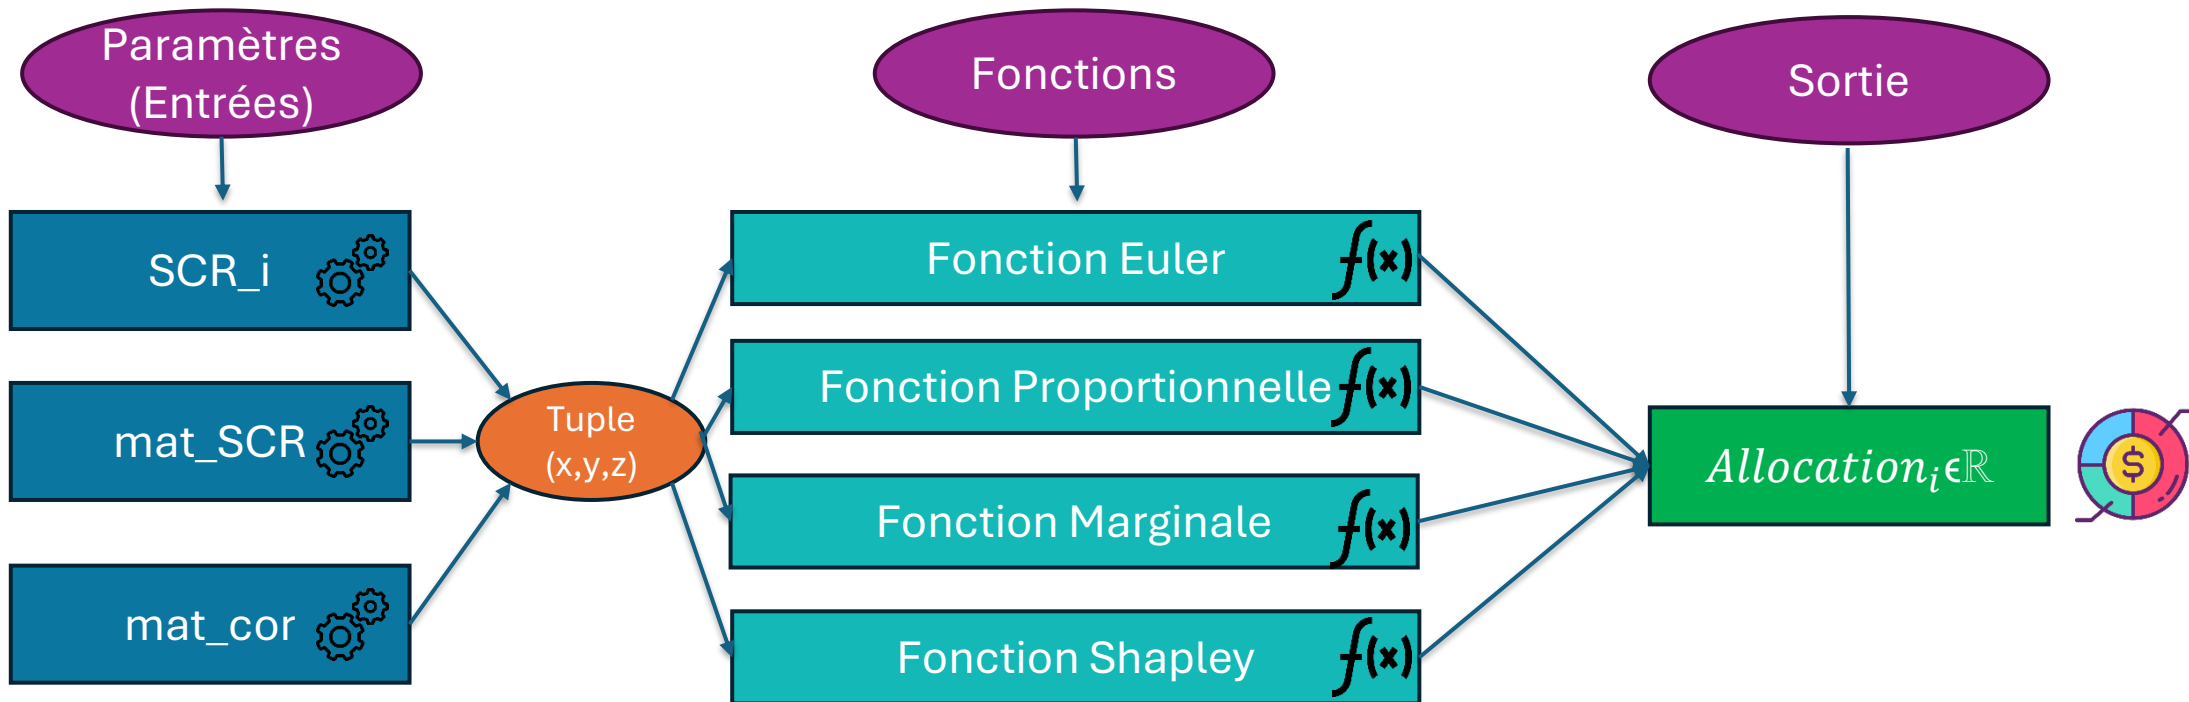 Paramètres
(Entrées)
Fonctions
Sortie
SCR_i
mat_SCR
mat_cor
Tuple
(x,y,z)
Fonction Euler f(x)
Fonction Proportionnelle f(x)
Fonction Marginale f(x)
Fonction Shapley f(x)
Allocation_i ϵ ℝ
$